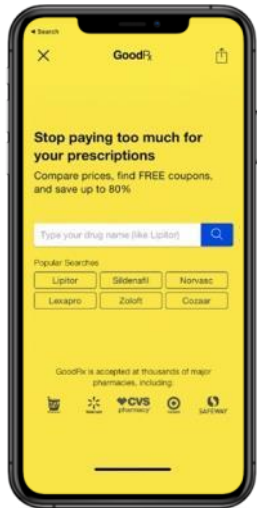 Search
GoodRx
Stop paying too much for
your prescriptions
Compare prices, find FREE coupons,
and save up to 80%
Type your drug name (like Lipitor)
Popular Searches
Lipitor Sildenafil Norvasc
Lexapro Zoloft Cozaar
GoodRx is accepted at thousands of major
pharmacies, including:
CVS
pharmacy
SAFEWAY